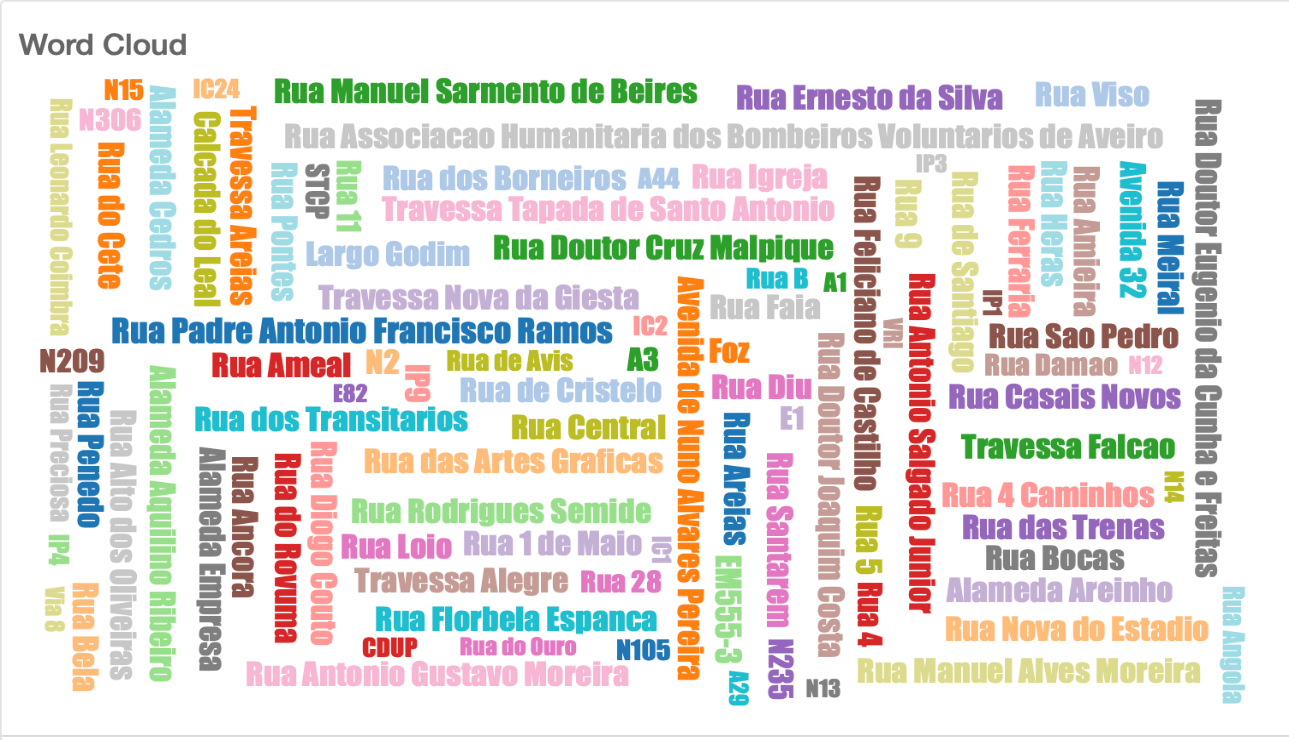 Word Cloud
N15
IC24
Rua Manuel Sarmento de Beires
Rua Ernesto da Silva
Rua Viso
Rua Leonardo Coimbra
N306
Alameda Cedros
Calcada do Leal
Travessa Areias
Rua Associacao Humanitaria dos Bombeiros Voluntarios de Aveiro
Rua Doutor Eugenio da Cunha e Freitas
Rua do Cete
Rua Pontes
STCP
Rua 11
Rua dos Borneiros
A44
Rua Igreja
IP3
Rua Feliciano de Castilho
Rua 9
Rua de Santiago
Rua Ferraria
Rua Heras
Rua Amieira
Avenida 32
Rua Meiral
Travessa Tapada de Santo Antonio
Largo Godim
Rua Doutor Cruz Malpique
Rua B
A1
Travessa Nova da Giesta
Avenida de Nuno Alvares Pereira
Rua Faia
Rua Antonio Salgado Junior
IP1
Rua Padre Antonio Francisco Ramos
IC2
VRI
Rua Sao Pedro
N209
Rua Ameal
N2
Rua de Avis
A3
Foz
Rua Doutor Joaquim Costa
Rua Damao
N12
Rua Preciosa
Rua Penedo
Rua Alto dos Oliveiras
Alameda Aquilino Ribeiro
E82
IP9
Rua de Cristelo
Rua Diu
Rua Casais Novos
Rua dos Transitarios
Rua Central
Rua Areias
E1
Travessa Falcao
Alameda Empresa
Rua Ancora
Rua do Rovuma
Rua Diogo Couto
Rua das Artes Graficas
Rua Santarem
N14
Rua 4 Caminhos
Rua Rodrigues Semide
Rua 5
Rua das Trenas
IP4
Rua Loio
Rua 1 de Maio
IC1
Rua Bocas
Via 8
Rua Beba
Travessa Alegre
Rua 28
EM555-3
Rua 4
Alameda Areinho
Rua Angola
Rua Florbela Espanca
Rua Nova do Estadio
CDUP
Rua do Ouro
N105
N235
Rua Antonio Gustavo Moreira
A29
N13
Rua Manuel Alves Moreira